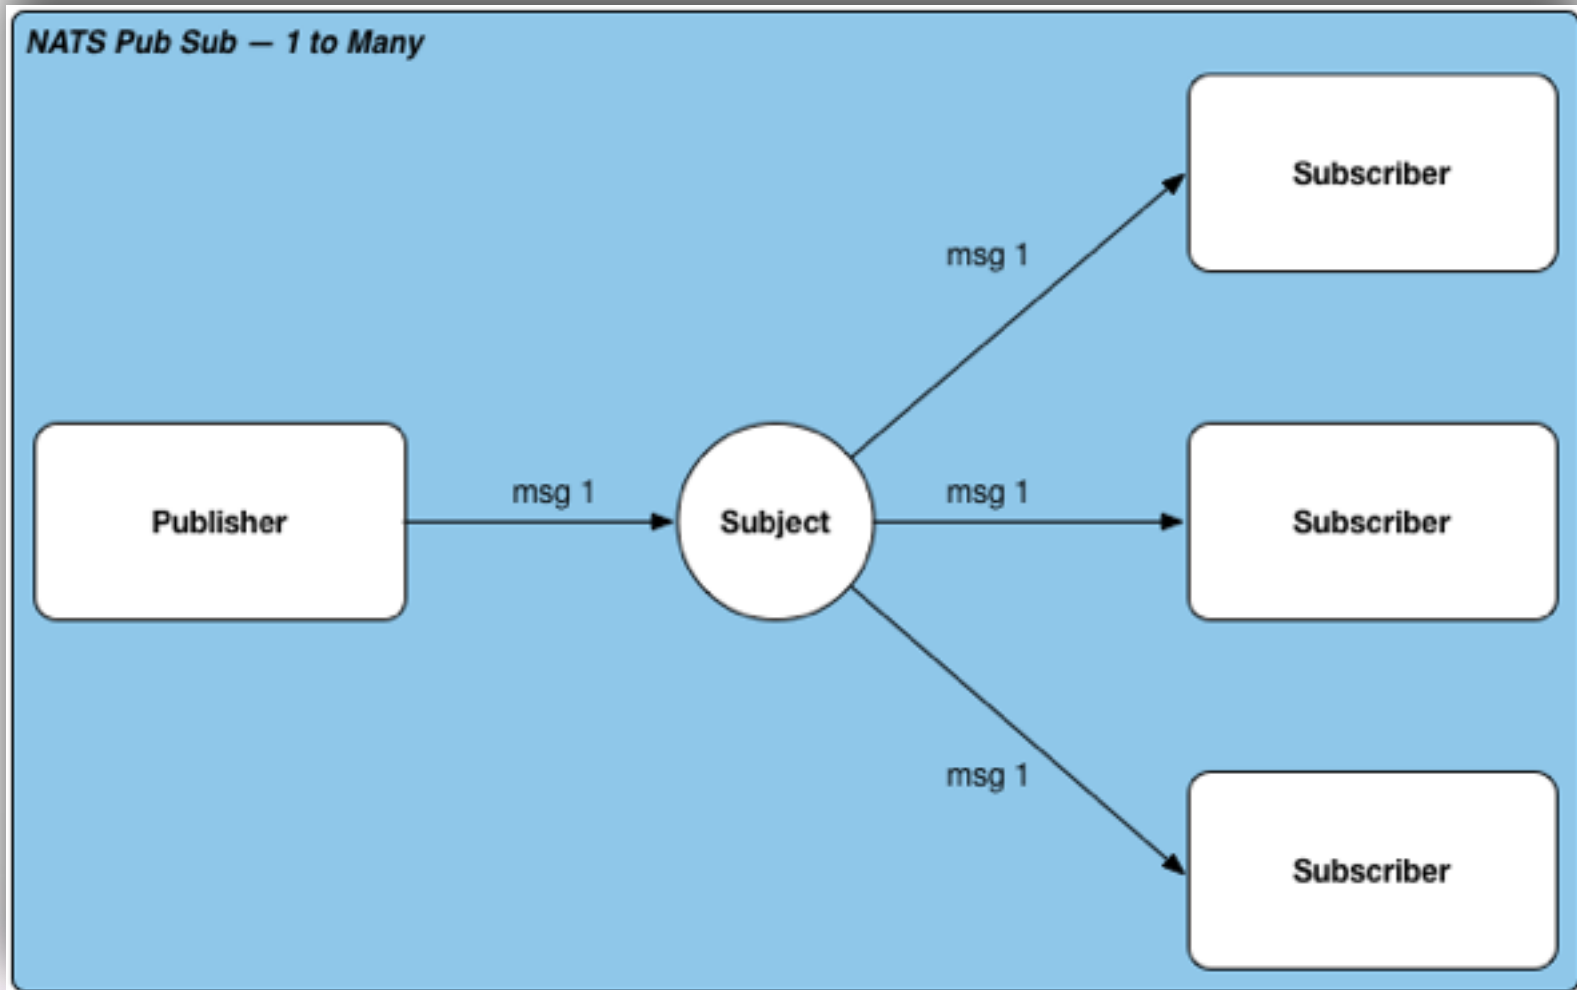 NATS Pub Sub — 1 to Many
Subscriber
msg 1
Publisher
msg 1
Subject
msg 1
Subscriber
msg 1
Subscriber